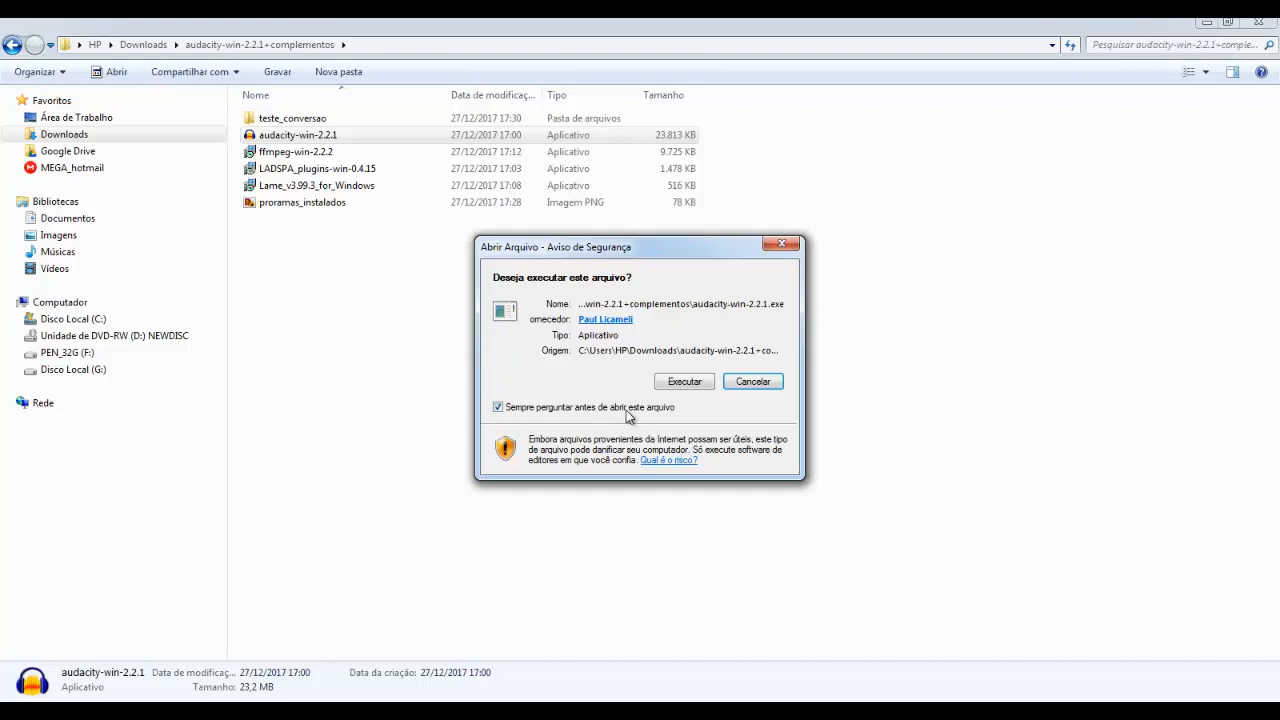 HP
Downloads
audacity-win-2.2.1+complementos
Pesquisar audacity-win-2.2.1+comple...
Organizar
Abrir
Compartilhar com
Gravar
Nova pasta
Favoritos
Área de Trabalho
Downloads
Google Drive
MEGA_hotmail
Bibliotecas
Documentos
Imagens
Músicas
Vídeos
Computador
Disco Local (C:)
Unidade de DVD-RW (D:) NEWDISC
PEN_32G (F:)
Disco Local (G:)
Rede
Nome Data de modificaç... Tipo Tamanho
teste_conversao 27/12/2017 17:30 Pasta de arquivos
audacity-win-2.2.1 27/12/2017 17:00 Aplicativo 23.813 KB
ffmpeg-win-2.2.2 27/12/2017 17:12 Aplicativo 9.725 KB
LADSPA_plugins-win-0.4.15 27/12/2017 17:03 Aplicativo 1.478 KB
Lame_v3.99.3_for_Windows 27/12/2017 17:08 Aplicativo 516 KB
proramas_instalados 27/12/2017 17:28 Imagem PNG 78 KB
Abrir Arquivo - Aviso de Segurança
Deseja executar este arquivo?
Nome: ...win-2.2.1+complementos\audacity-win-2.2.1.exe
ornecedor: Paul Licameli
Tipo: Aplicativo
Origem: C:\Users\HP\Downloads\audacity-win-2.2.1+co...
Executar
Cancelar
Sempre perguntar antes de abrir este arquivo
Embora arquivos provenientes da Internet possam ser úteis, este tipo
de arquivo pode danificar seu computador. Só execute software de
editores em que você confia. Qual é o risco?
audacity-win-2.2.1 Data de modificaç... 27/12/2017 17:00 Data da criação: 27/12/2017 17:00
Aplicativo Tamanho: 23,2 MB